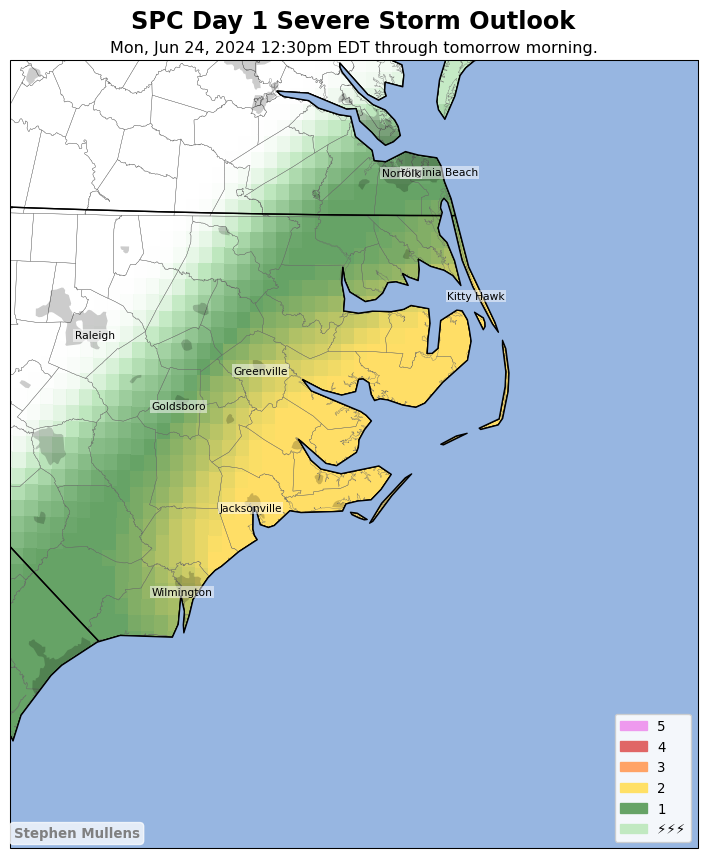 SPC Day 1 Severe Storm Outlook
Mon, Jun 24, 2024 12:30pm EDT through tomorrow morning.
Norfolk
Beach
Kitty Hawk
Raleigh
Greenville
Goldsboro
Jacksonville
Wilmington
5
4
3
2
1
⚡⚡⚡
Stephen Mullens